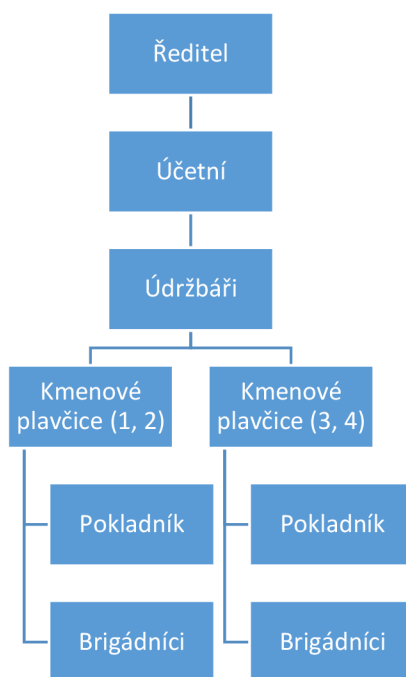 Ředitel
Účetní
Údržbáři
Kmenové
plavčice (1, 2)
Kmenové
plavčice (3, 4)
Pokladník
Pokladník
Brigádníci
Brigádníci